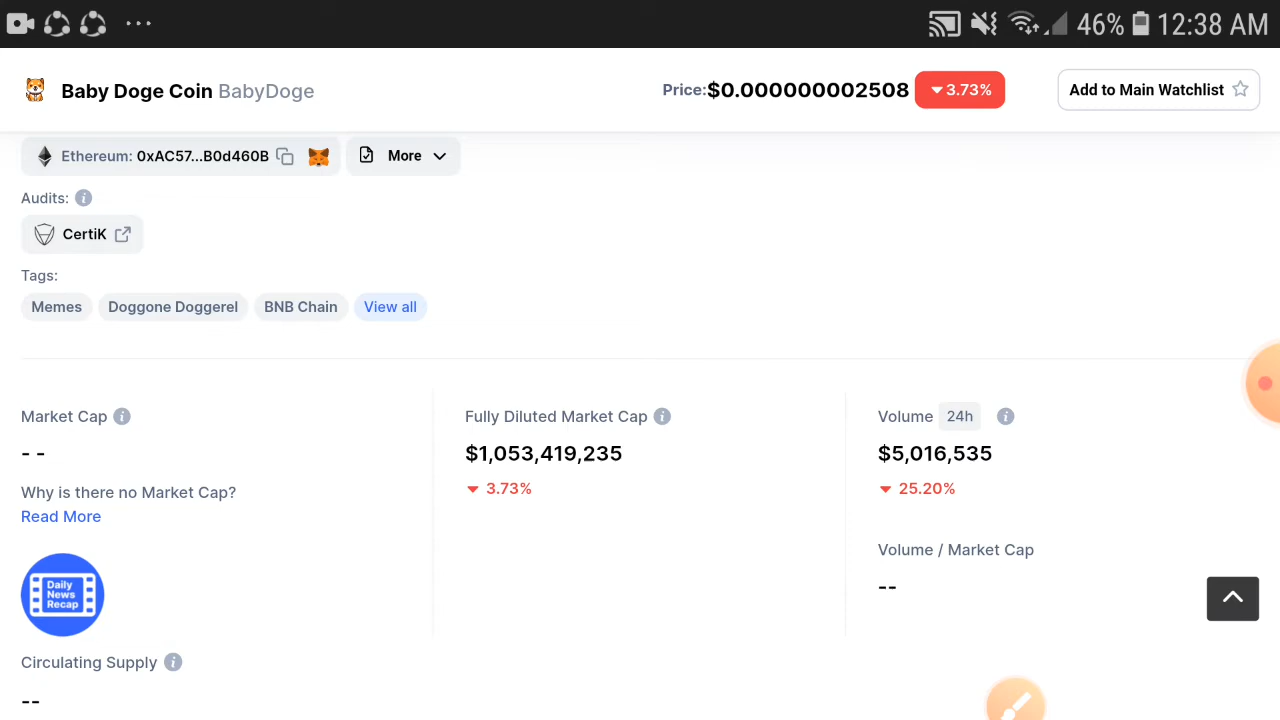 46% 12:38 AM
Baby Doge Coin BabyDoge Price:$0.000000002508 3.73% Add to Main Watchlist
Ethereum: 0xAC57...B0d460B More
Audits:
CertiK
Tags:
Memes Doggone Doggerel BNB Chain View all
Market Cap Fully Diluted Market Cap Volume 24h
- - $1,053,419,235 $5,016,535
3.73% 25.20%
Why is there no Market Cap?
Read More
Volume / Market Cap
--
Daily
News
Recap
Circulating Supply
--